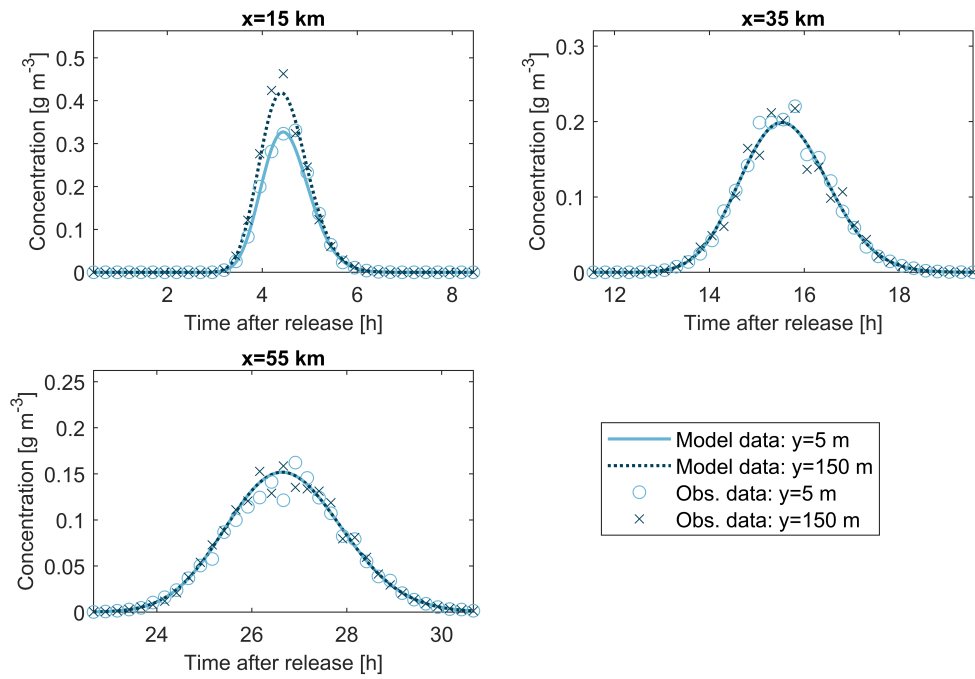 x=15 km
Concentration [g m-3]
0.5
0.4
0.3
0.2
0.1
0
2 4 6 8
Time after release [h]
x=35 km
Concentration [g m-3]
0.3
0.2
0.1
0
12 14 16 18
Time after release [h]
x=55 km
Concentration [g m-3]
0.25
0.2
0.15
0.1
0.05
0
24 26 28 30
Time after release [h]
Model data: y=5 m
Model data: y=150 m
Obs. data: y=5 m
Obs. data: y=150 m